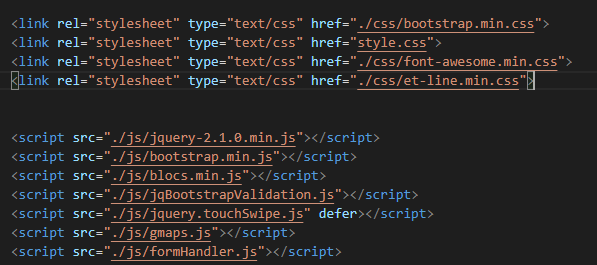 <link rel="stylesheet" type="text/css" href="./css/bootstrap.min.css">
<link rel="stylesheet" type="text/css" href="style.css">
<link rel="stylesheet" type="text/css" href="./css/font-awesome.min.css">
<link rel="stylesheet" type="text/css" href="./css/et-line.min.css">
<script src="./js/jquery-2.1.0.min.js"></script>
<script src="./js/bootstrap.min.js"></script>
<script src="./js/blocs.min.js"></script>
<script src="./js/jqBootstrapValidation.js"></script>
<script src="./js/jquery.touchSwipe.js" defer></script>
<script src="./js/gmaps.js"></script>
<script src="./js/formHandler.js"></script>